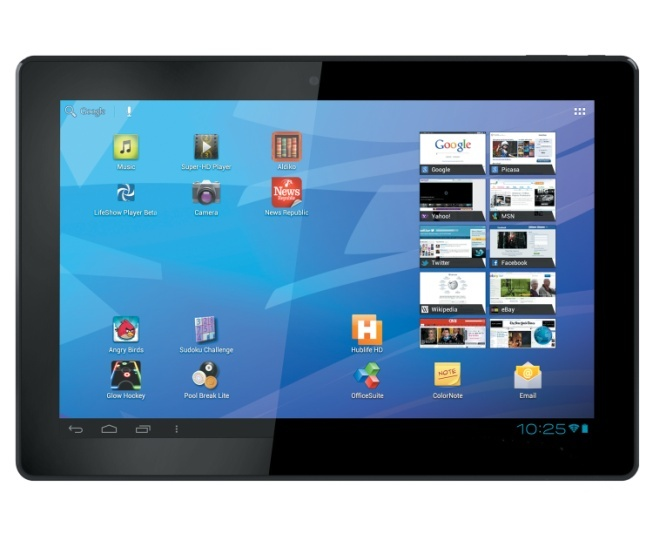 Google
Music
Super-HD Player
Aldiko
LifeShow Player Beta
Camera
News
Republic
News Republic
Google
Google
Picasa
Yahoo!
MSN
Twitter
Facebook
Wikipedia
eBay
Angry Birds
Sudoku Challenge
H
Hublife HD
Glow Hockey
Pool Break Lite
OfficeSuite
NOTE
ColorNote
@
Email
10:25